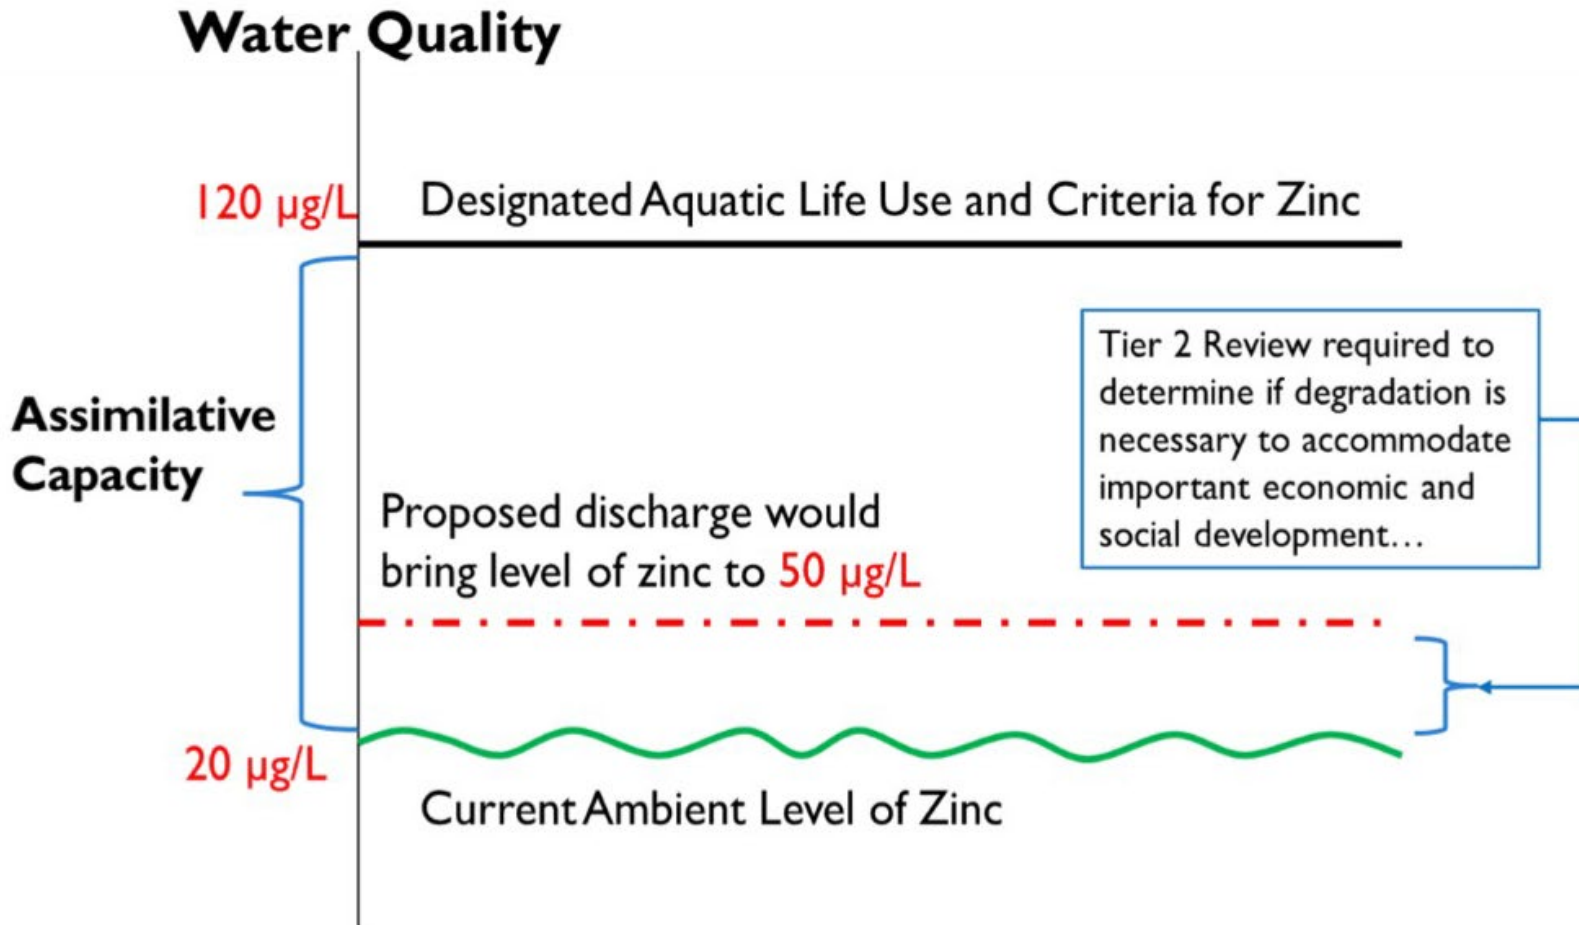 Water Quality
120 µg/L
Designated Aquatic Life Use and Criteria for Zinc
Tier 2 Review required to
determine if degradation is
necessary to accommodate
important economic and
social development…
Assimilative
Capacity
Proposed discharge would
bring level of zinc to 50 µg/L
20 µg/L
Current Ambient Level of Zinc